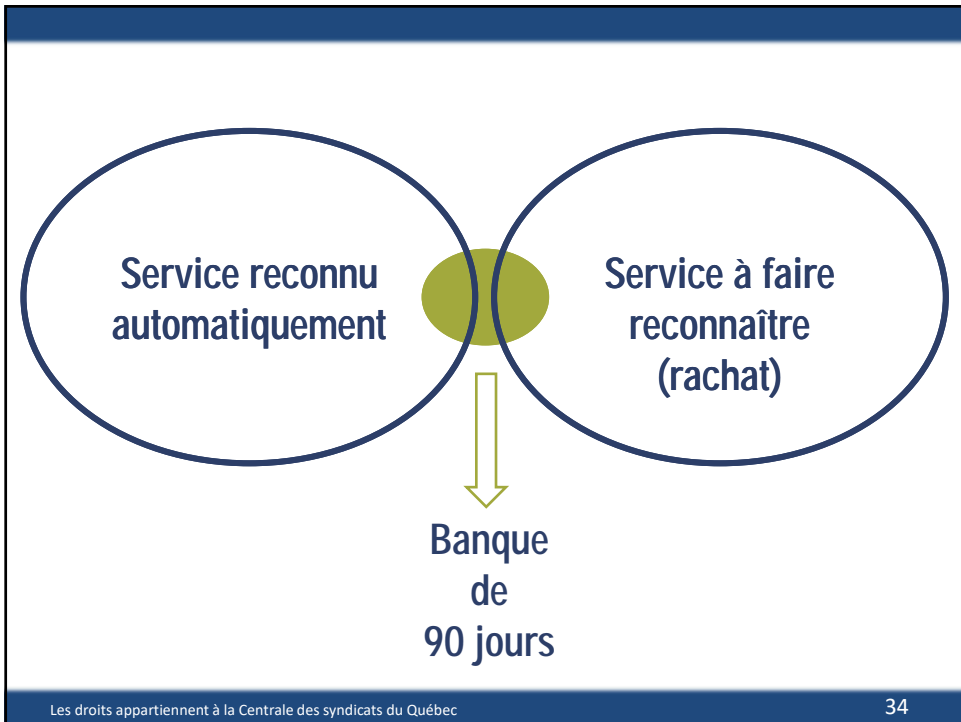 Service reconnu
automatiquement
Service à faire
reconnaître
(rachat)
Banque
de
90 jours
Les droits appartiennent à la Centrale des syndicats du Québec
34